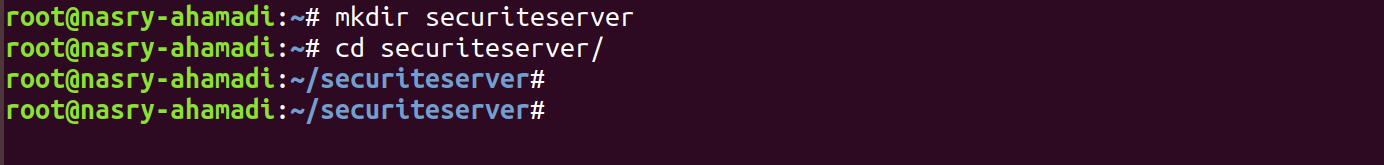 root@nasry-ahamadi:~# mkdir securiteserver
root@nasry-ahamadi:~# cd securiteserver/
root@nasry-ahamadi:~/securiteserver#
root@nasry-ahamadi:~/securiteserver#